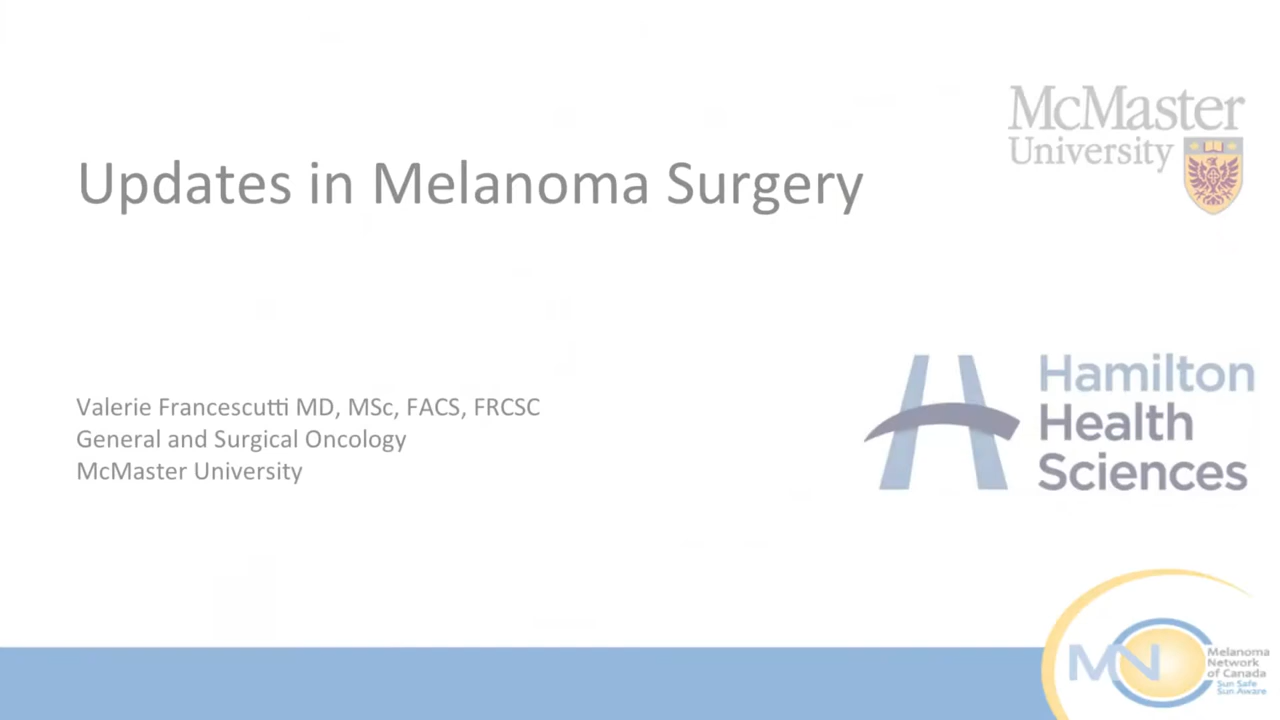 McMaster
University
Updates in Melanoma Surgery
Valerie Francescutti MD, MSc, FACS, FRCSC
General and Surgical Oncology
McMaster University
Hamilton
Health
Sciences
MN
Melanoma
Network
of Canada
Sun Safe
Sun Aware